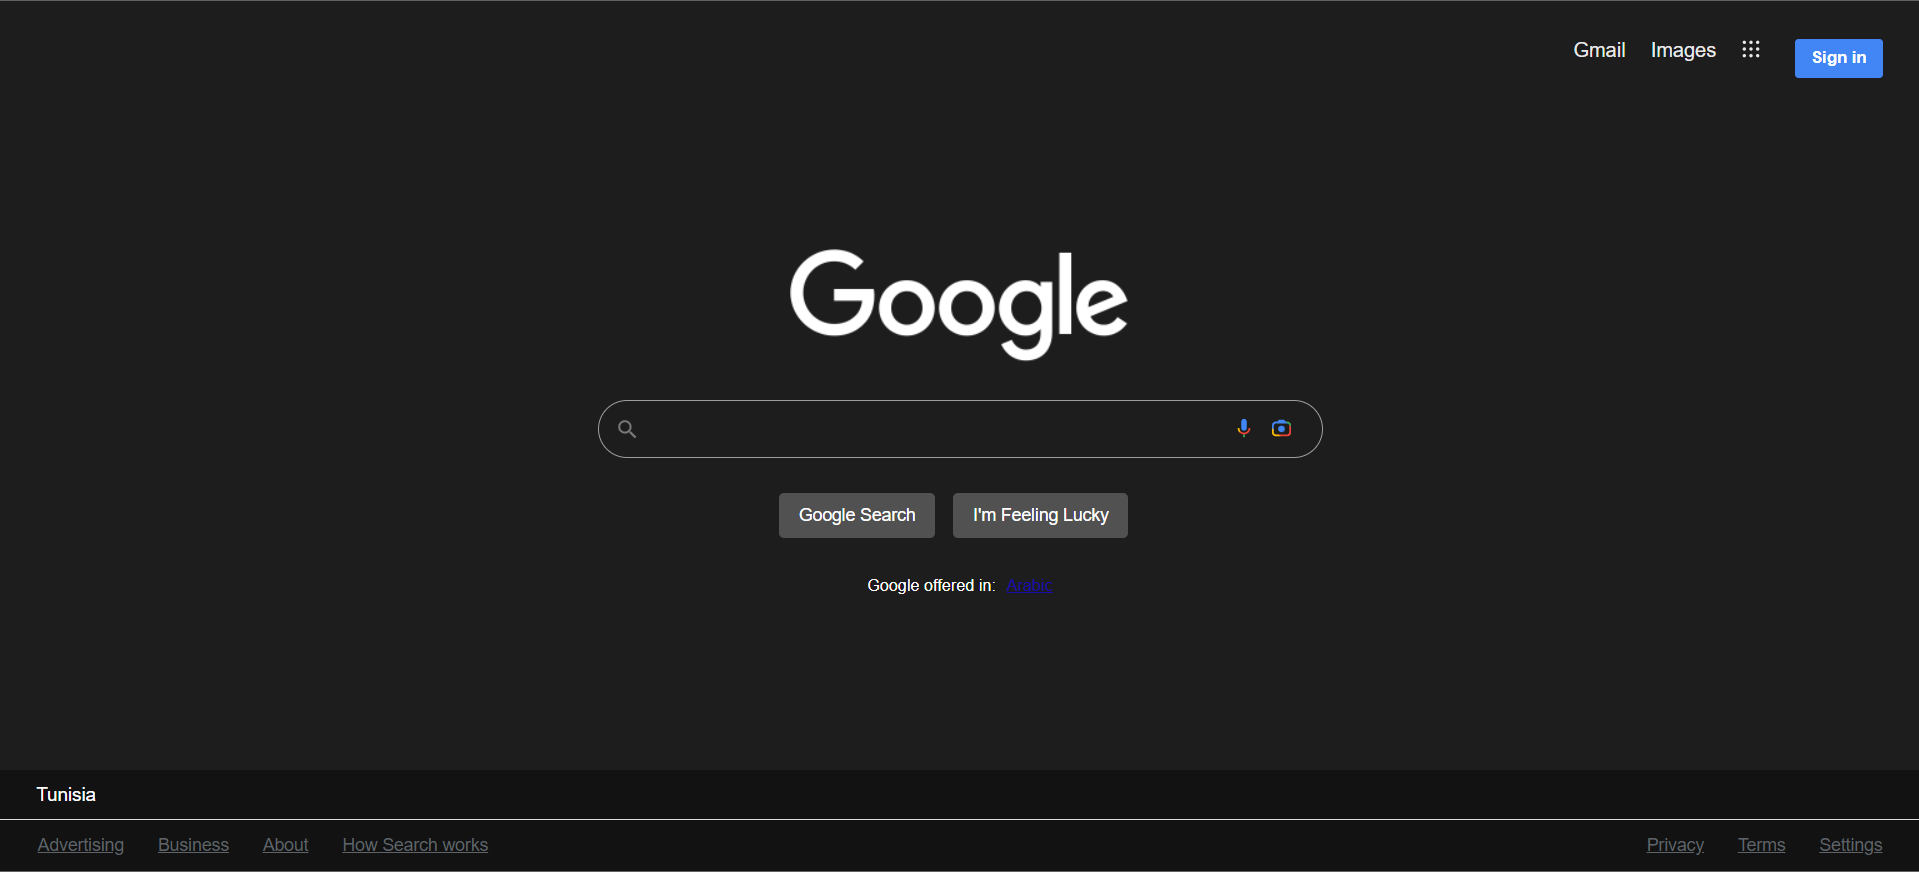 Gmail Images Sign in
Google
Google Search I'm Feeling Lucky
Google offered in: Arabic
Tunisia
Advertising Business About How Search works Privacy Terms Settings